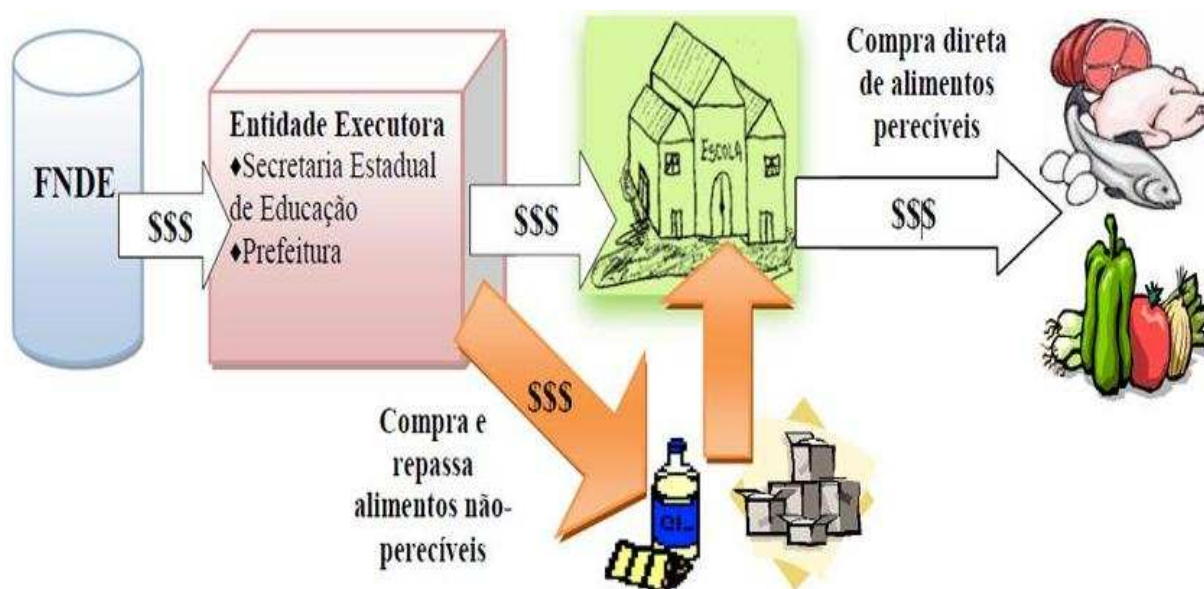 FNDE
$$$
Entidade Executora
♦Secretaria Estadual
de Educação
♦Prefeitura
$$$
ESCOLA
Compra direta
de alimentos
perecíveis
$$$
$$$
Compra e
repassa
alimentos não-
perecíveis